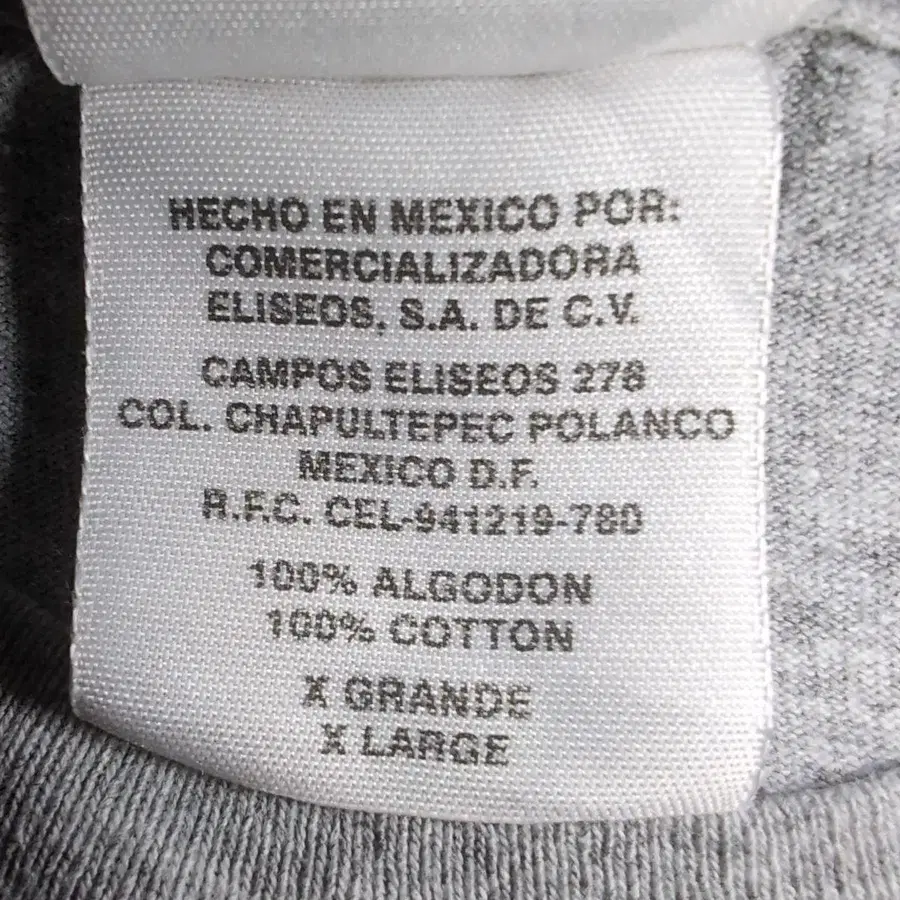 HECHO EN MEXICO POR:
COMERCIALIZADORA
ELISEOS, S.A. DE C.V.
CAMPOS ELISEOS 278
COL. CHAPULTEPEC POLANCO
MEXICO D.F.
R.F.C. CEL-941219-780
100% ALGODON
100% COTTON
X GRANDE
X LARGE